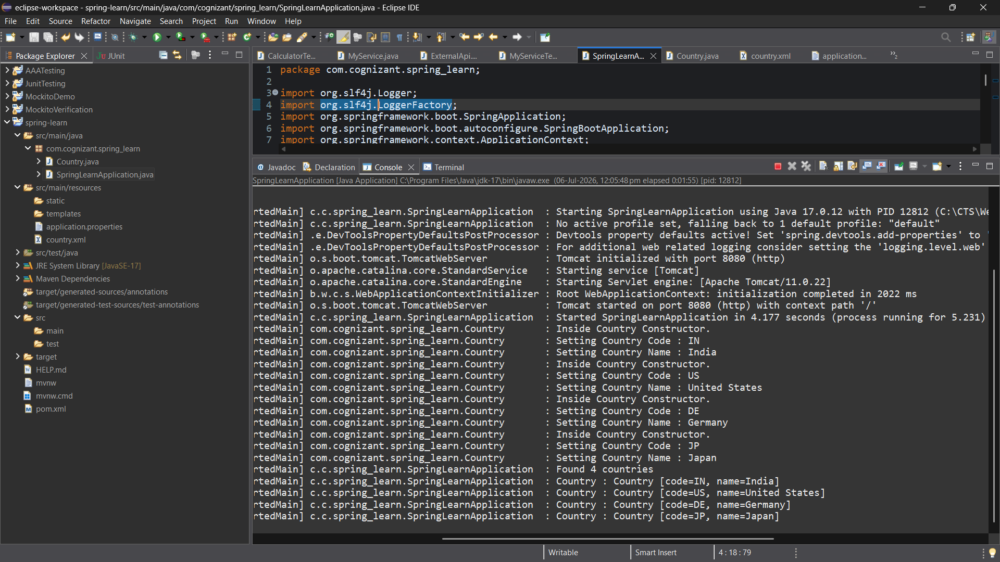 eclipse-workspace - spring-learn/src/main/java/com/cognizant/spring_learn/SpringLearnApplication.java - Eclipse IDE
File Edit Source Refactor Navigate Search Project Run Window Help
Package Explorer
JUnit
AAATesting
JunitTesting
MockitoDemo
MockitoVerification
spring-learn
src/main/java
com.cognizant.spring_learn
Country.java
SpringLearnApplication.java
src/main/resources
static
templates
application.properties
country.xml
src/test/java
JRE System Library [JavaSE-17]
Maven Dependencies
target/generated-sources/annotations
target/generated-test-sources/test-annotations
src
main
test
target
HELP.md
mvnw
mvnw.cmd
pom.xml
CalculatorTe... MyService.java ExternalApi.... MyServiceTe... SpringLearnA... Country.java country.xml application... »2
1 package com.cognizant.spring_learn;
2
3 import org.slf4j.Logger;
4 import org.slf4j.LoggerFactory;
5 import org.springframework.boot.SpringApplication;
6 import org.springframework.boot.autoconfigure.SpringBootApplication;
7 import org.springframework.context.ApplicationContext;
@ Javadoc Declaration Console Terminal
SpringLearnApplication [Java Application] C:\Program Files\Java\jdk-17\bin\javaw.exe (06-Jul-2026, 12:05:48 pm elapsed 0:01:55) [pid: 12812]
rtedMain] c.c.spring_learn.SpringLearnApplication : Starting SpringLearnApplication using Java 17.0.12 with PID 12812 (C:\CTS\We
rtedMain] c.c.spring_learn.SpringLearnApplication : No active profile set, falling back to 1 default profile: "default"
rtedMain] .e.DevToolsPropertyDefaultsPostProcessor : Devtools property defaults active! Set 'spring.devtools.add-properties' to '
rtedMain] .e.DevToolsPropertyDefaultsPostProcessor : For additional web related logging consider setting the 'logging.level.web'
rtedMain] o.s.boot.tomcat.TomcatWebServer : Tomcat initialized with port 8080 (http)
rtedMain] o.apache.catalina.core.StandardService : Starting service [Tomcat]
rtedMain] o.apache.catalina.core.StandardEngine : Starting Servlet engine: [Apache Tomcat/11.0.22]
rtedMain] b.w.c.s.WebApplicationContextInitializer : Root WebApplicationContext: initialization completed in 2022 ms
rtedMain] o.s.boot.tomcat.TomcatWebServer : Tomcat started on port 8080 (http) with context path '/'
rtedMain] c.c.spring_learn.SpringLearnApplication : Started SpringLearnApplication in 4.177 seconds (process running for 5.231)
rtedMain] com.cognizant.spring_learn.Country : Inside Country Constructor.
rtedMain] com.cognizant.spring_learn.Country : Setting Country Code : IN
rtedMain] com.cognizant.spring_learn.Country : Setting Country Name : India
rtedMain] com.cognizant.spring_learn.Country : Inside Country Constructor.
rtedMain] com.cognizant.spring_learn.Country : Setting Country Code : US
rtedMain] com.cognizant.spring_learn.Country : Setting Country Name : United States
rtedMain] com.cognizant.spring_learn.Country : Inside Country Constructor.
rtedMain] com.cognizant.spring_learn.Country : Setting Country Code : DE
rtedMain] com.cognizant.spring_learn.Country : Setting Country Name : Germany
rtedMain] com.cognizant.spring_learn.Country : Inside Country Constructor.
rtedMain] com.cognizant.spring_learn.Country : Setting Country Code : JP
rtedMain] com.cognizant.spring_learn.Country : Setting Country Name : Japan
rtedMain] c.c.spring_learn.SpringLearnApplication : Found 4 countries
rtedMain] c.c.spring_learn.SpringLearnApplication : Country : Country [code=IN, name=India]
rtedMain] c.c.spring_learn.SpringLearnApplication : Country : Country [code=US, name=United States]
rtedMain] c.c.spring_learn.SpringLearnApplication : Country : Country [code=DE, name=Germany]
rtedMain] c.c.spring_learn.SpringLearnApplication : Country : Country [code=JP, name=Japan]
Writable Smart Insert 4 : 18 : 79